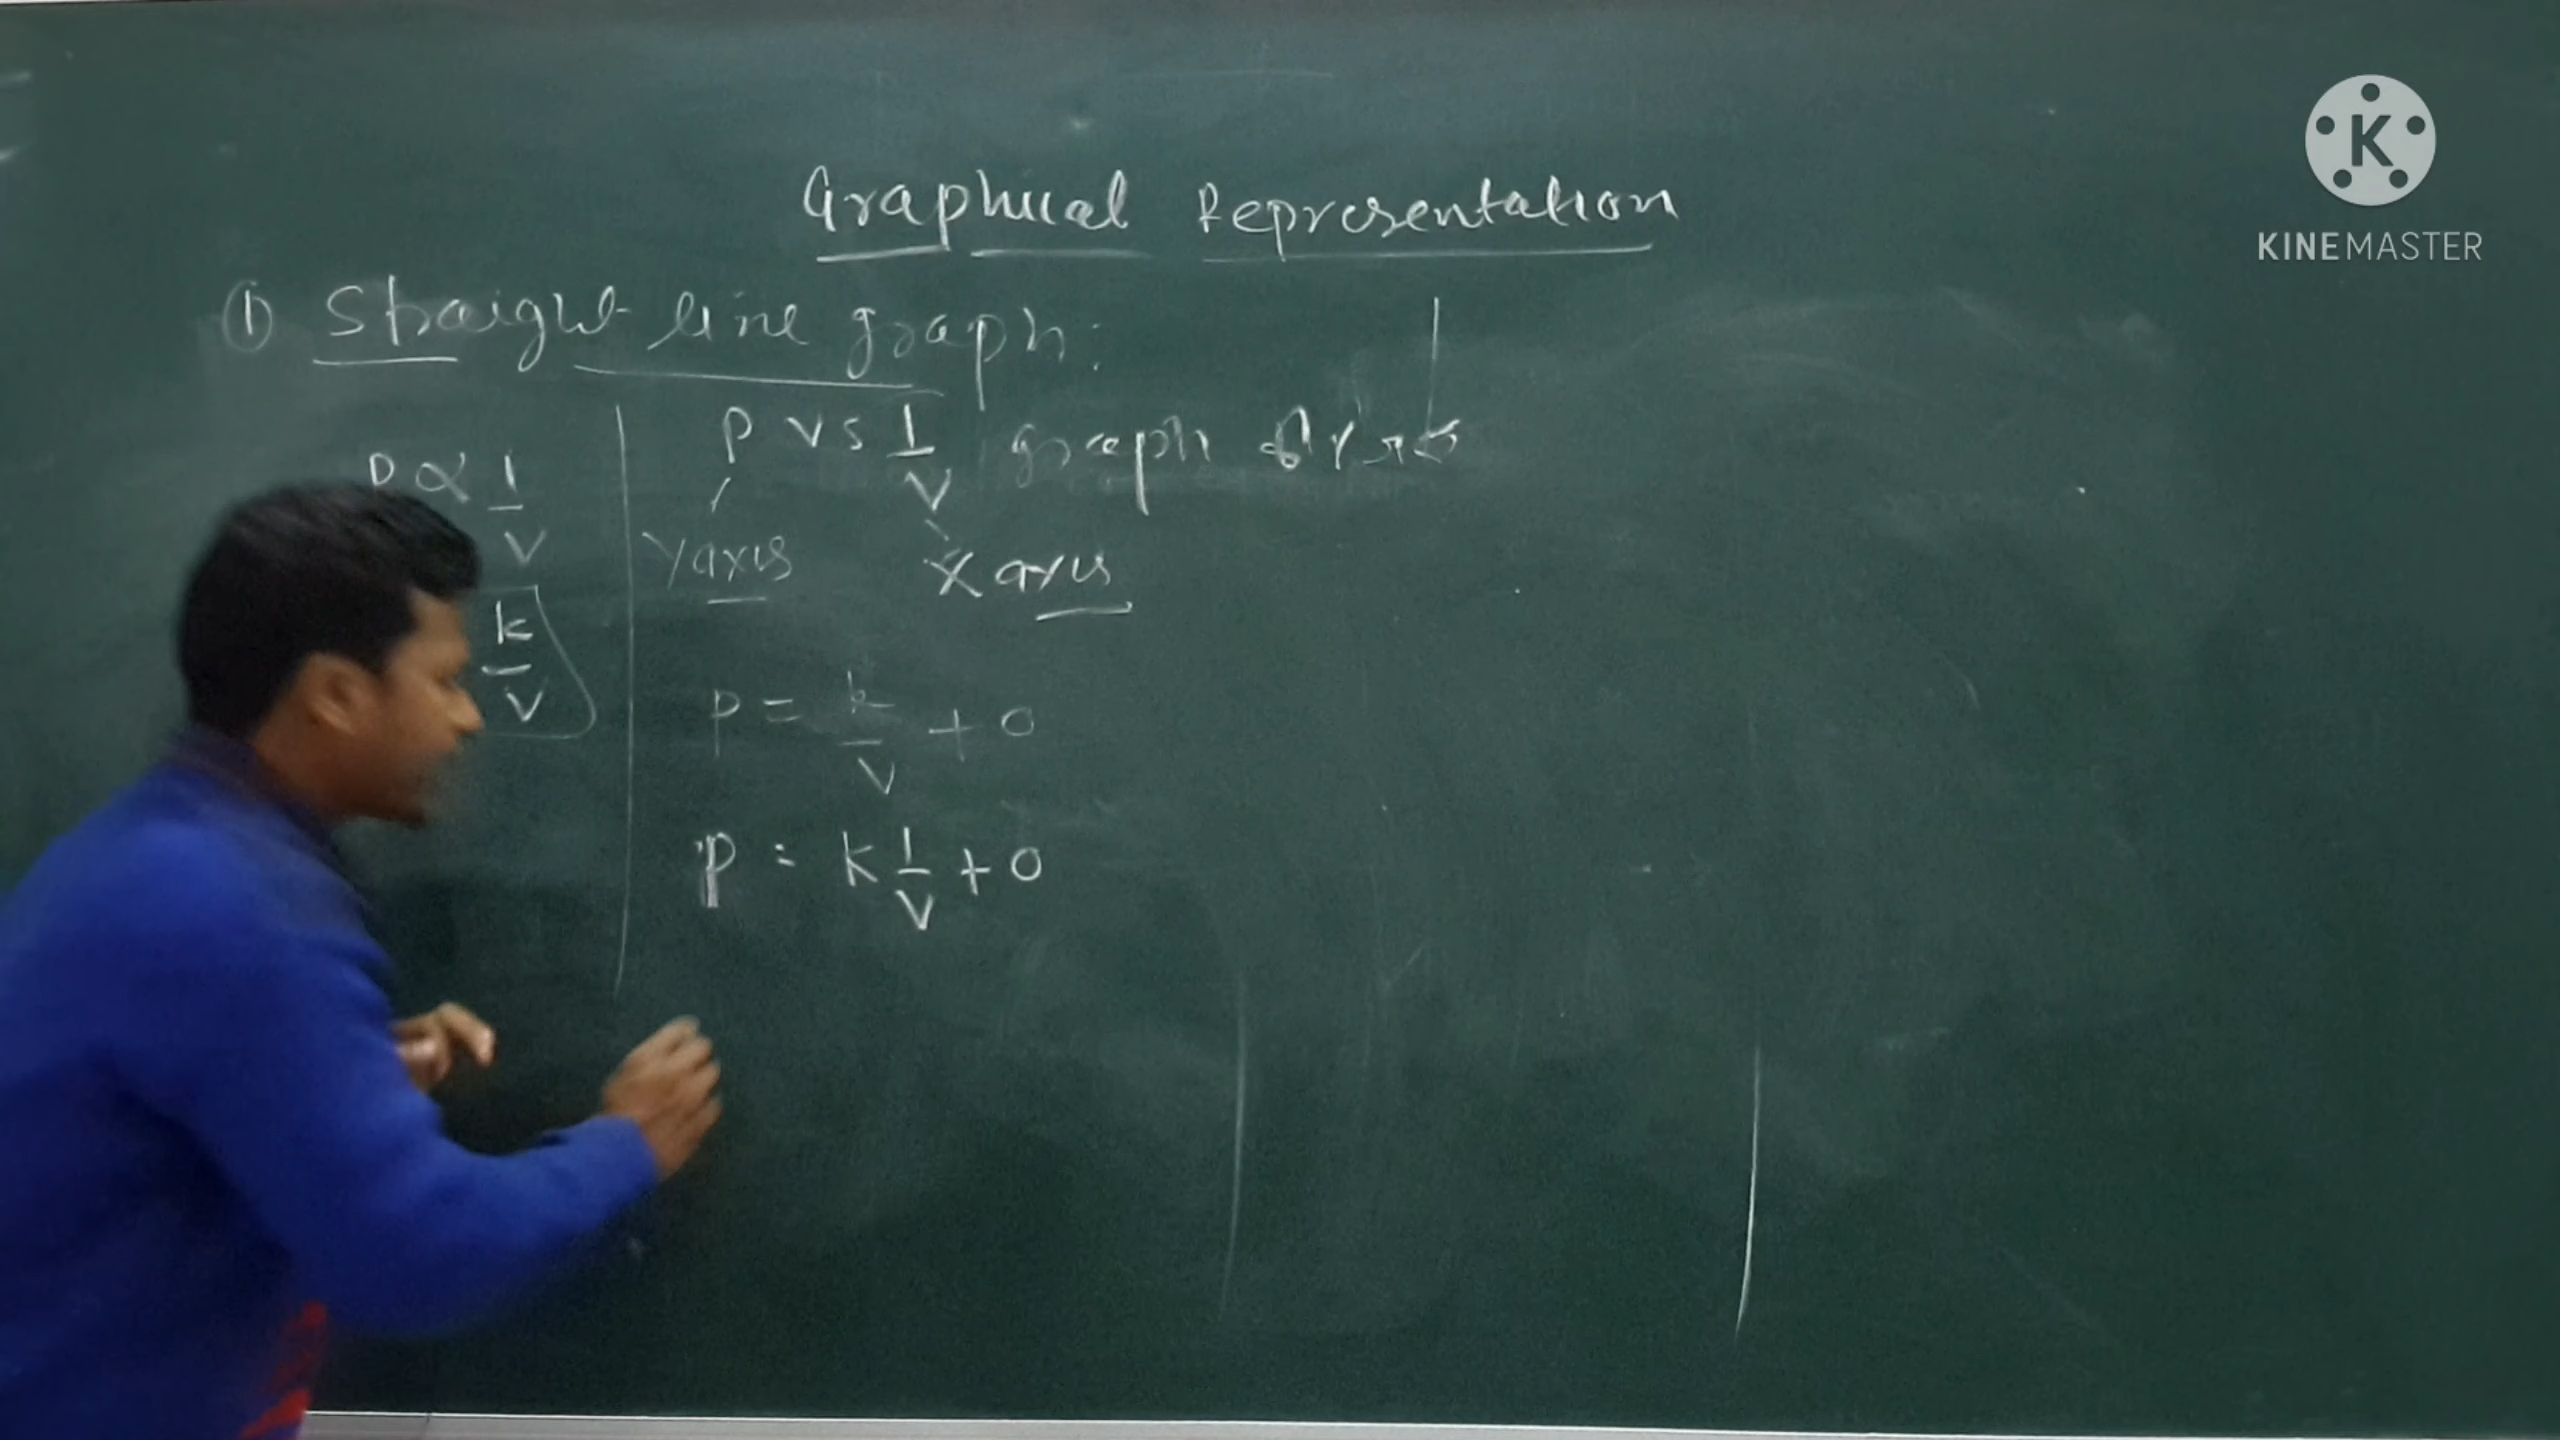 Graphical Representation
① Straight line graph:
P ∝ 1/V
k/V
P vs 1/V graph
Y axis X axis
P = k/V + 0
P = k 1/V + 0
K
KINEMASTER